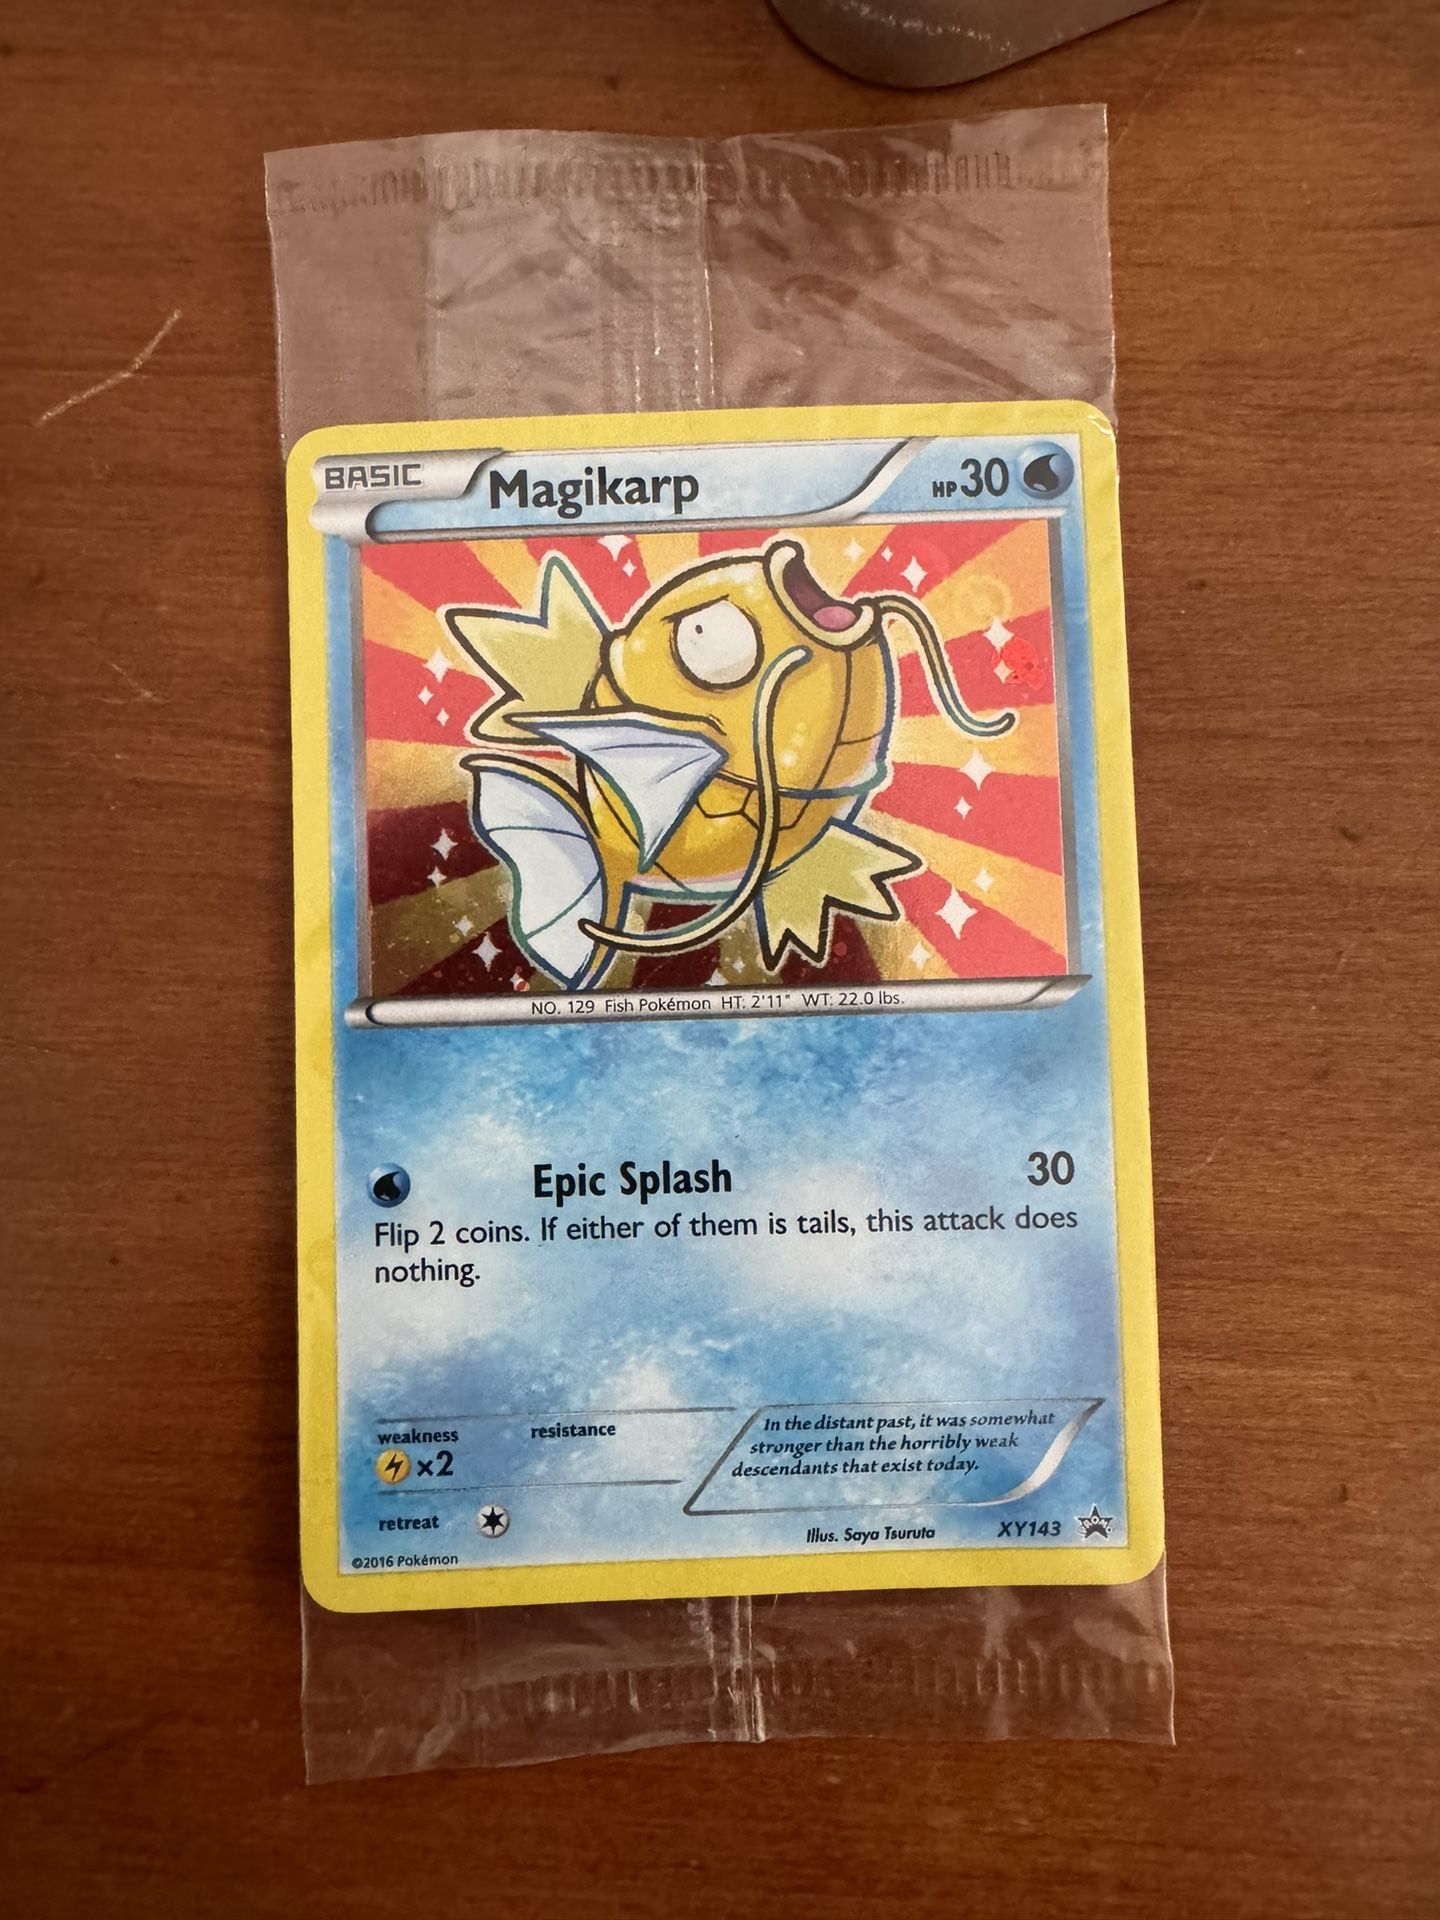 BASIC Magikarp HP30
NO. 129 Fish Pokémon HT: 2'11" WT: 22.0 lbs.
Epic Splash 30
Flip 2 coins. If either of them is tails, this attack does
nothing.
weakness
×2
resistance
In the distant past, it was somewhat
stronger than the horribly weak
descendants that exist today.
retreat
Illus. Saya Tsuruta XY143 PROMO
©2016 Pokémon